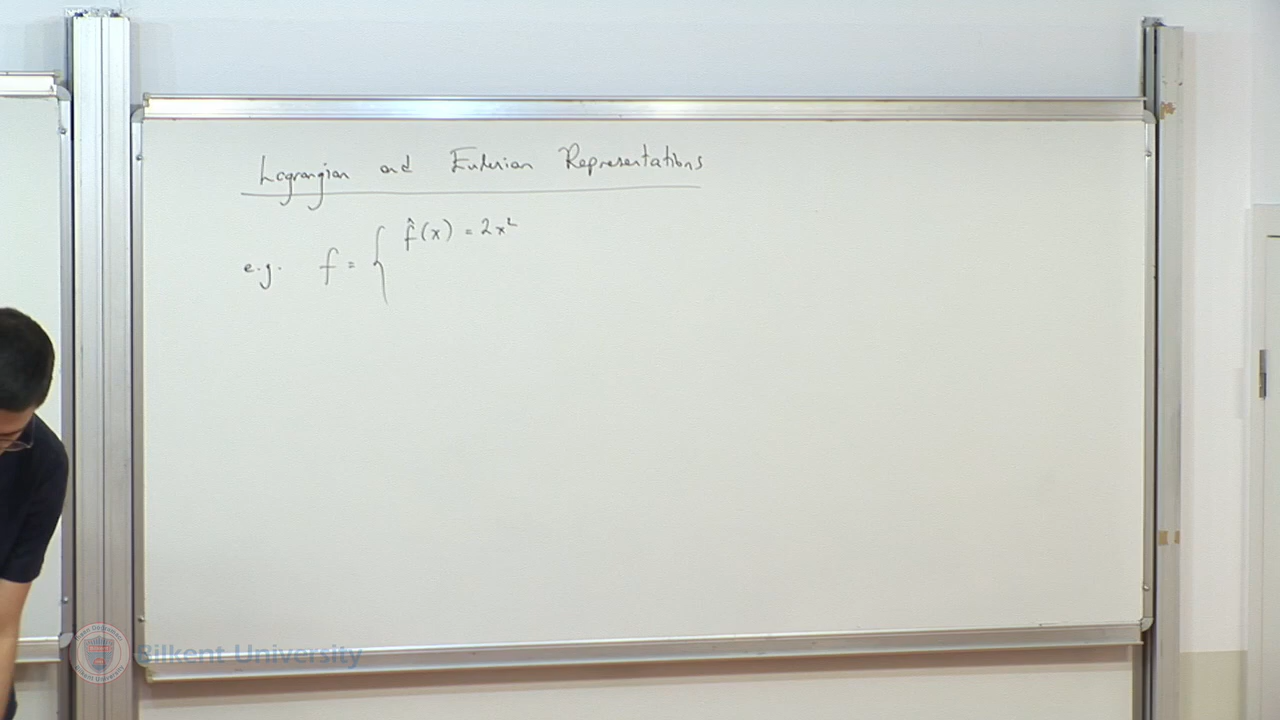 Lagrangian and Eulerian Representations
e.g. f = { f̂(x) = 2x²
Bilkent University